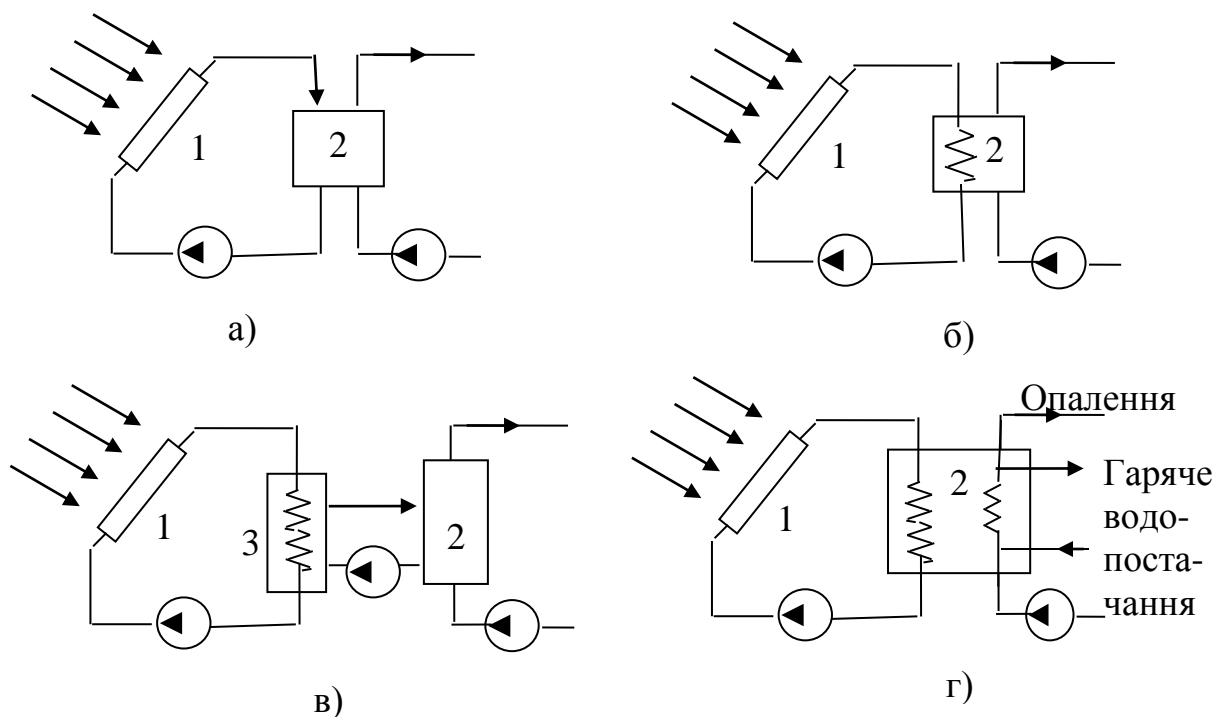 1
2
а)
1
2
б)
1
3
2
в)
Опалення
1
2
Гаряче
водо-
поста-
чання
г)